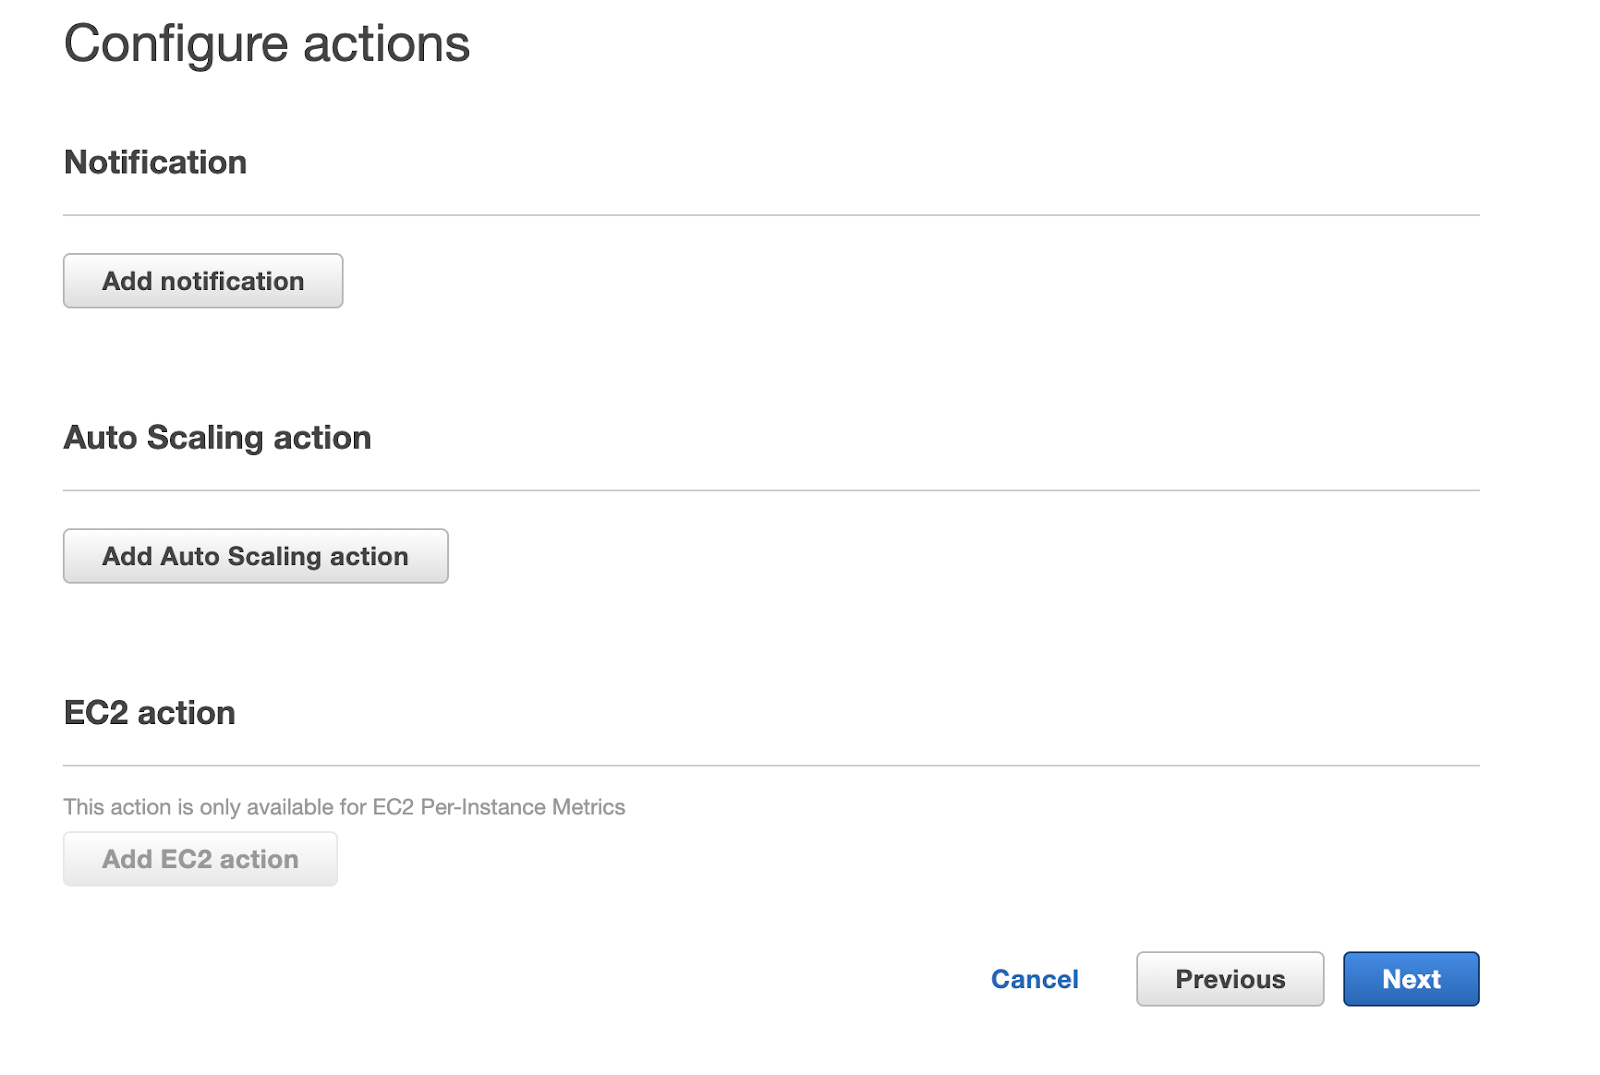 Configure actions
Notification
Add notification
Auto Scaling action
Add Auto Scaling action
EC2 action
This action is only available for EC2 Per-Instance Metrics
Add EC2 action
Cancel Previous Next